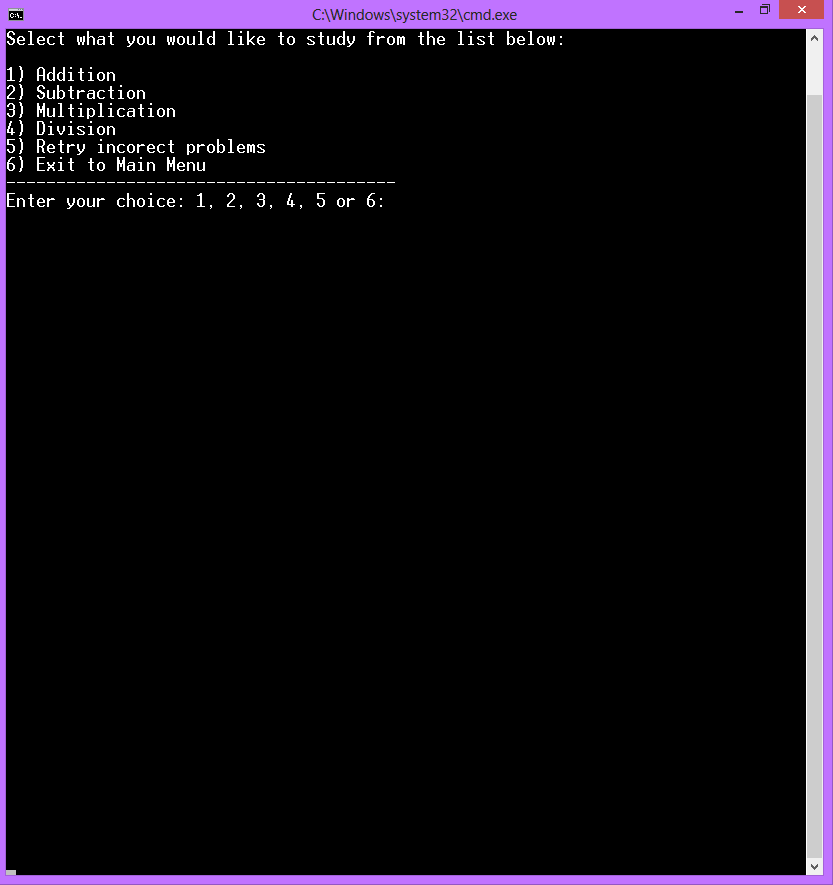 C:\Windows\system32\cmd.exe
Select what you would like to study from the list below:
1) Addition
2) Subtraction
3) Multiplication
4) Division
5) Retry incorect problems
6) Exit to Main Menu
---------------------------------------
Enter your choice: 1, 2, 3, 4, 5 or 6: